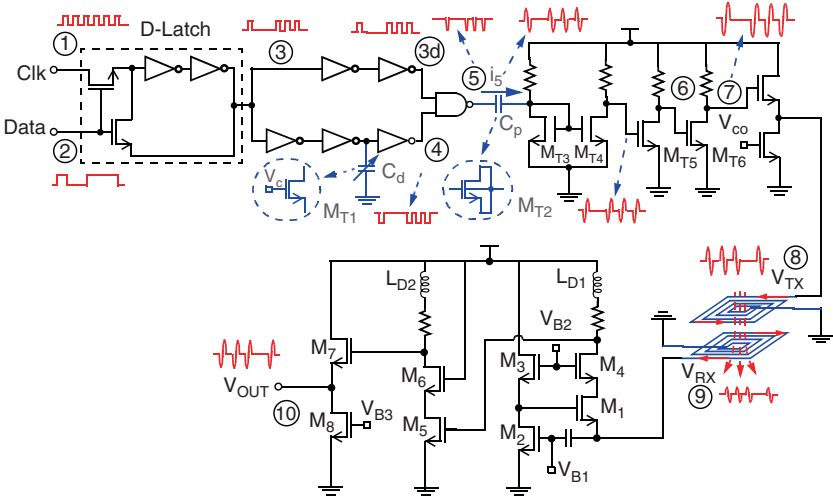 D-Latch
①
Clk
Data
②
③
3d
④
⑤
i5
Cp
Vc
MT1
Cd
MT2
MT3
MT4
⑥
⑦
MT5
Vco
MT6
⑧
VTX
VRX
⑨
LD2
LD1
VB2
M7
M6
M3
M4
VOUT
⑩
M8
VB3
M5
M1
M2
VB1